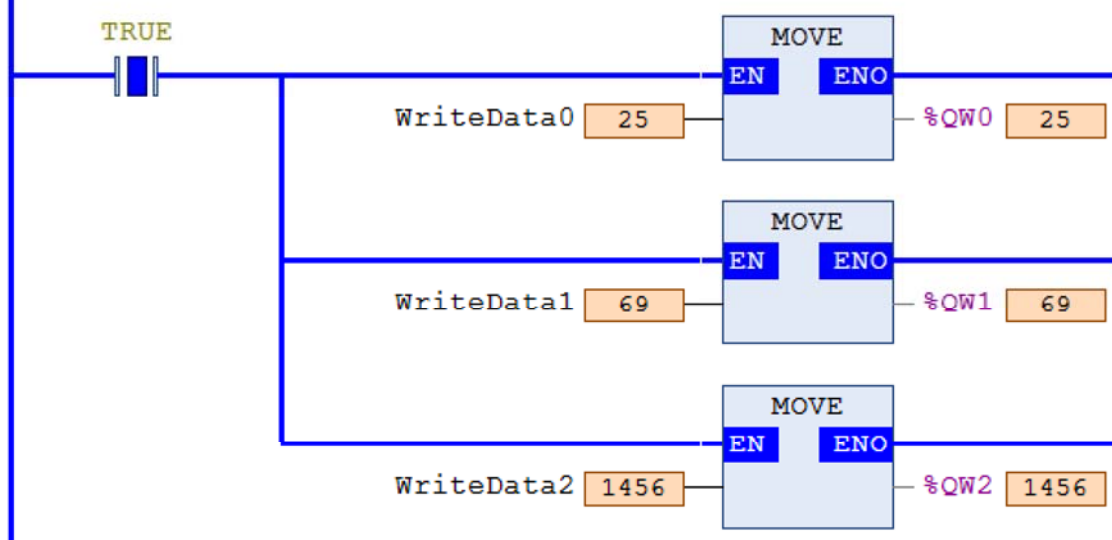 TRUE
MOVE
EN ENO
WriteData0 25 %QW0 25
MOVE
EN ENO
WriteData1 69 %QW1 69
MOVE
EN ENO
WriteData2 1456 %QW2 1456